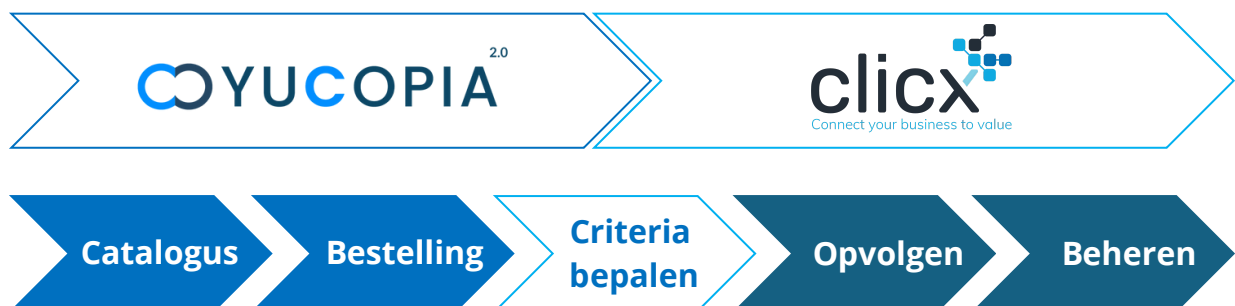 YUCOPIA 2.0
clicx
Connect your business to value
Catalogus
Bestelling
Criteria
bepalen
Opvolgen
Beheren